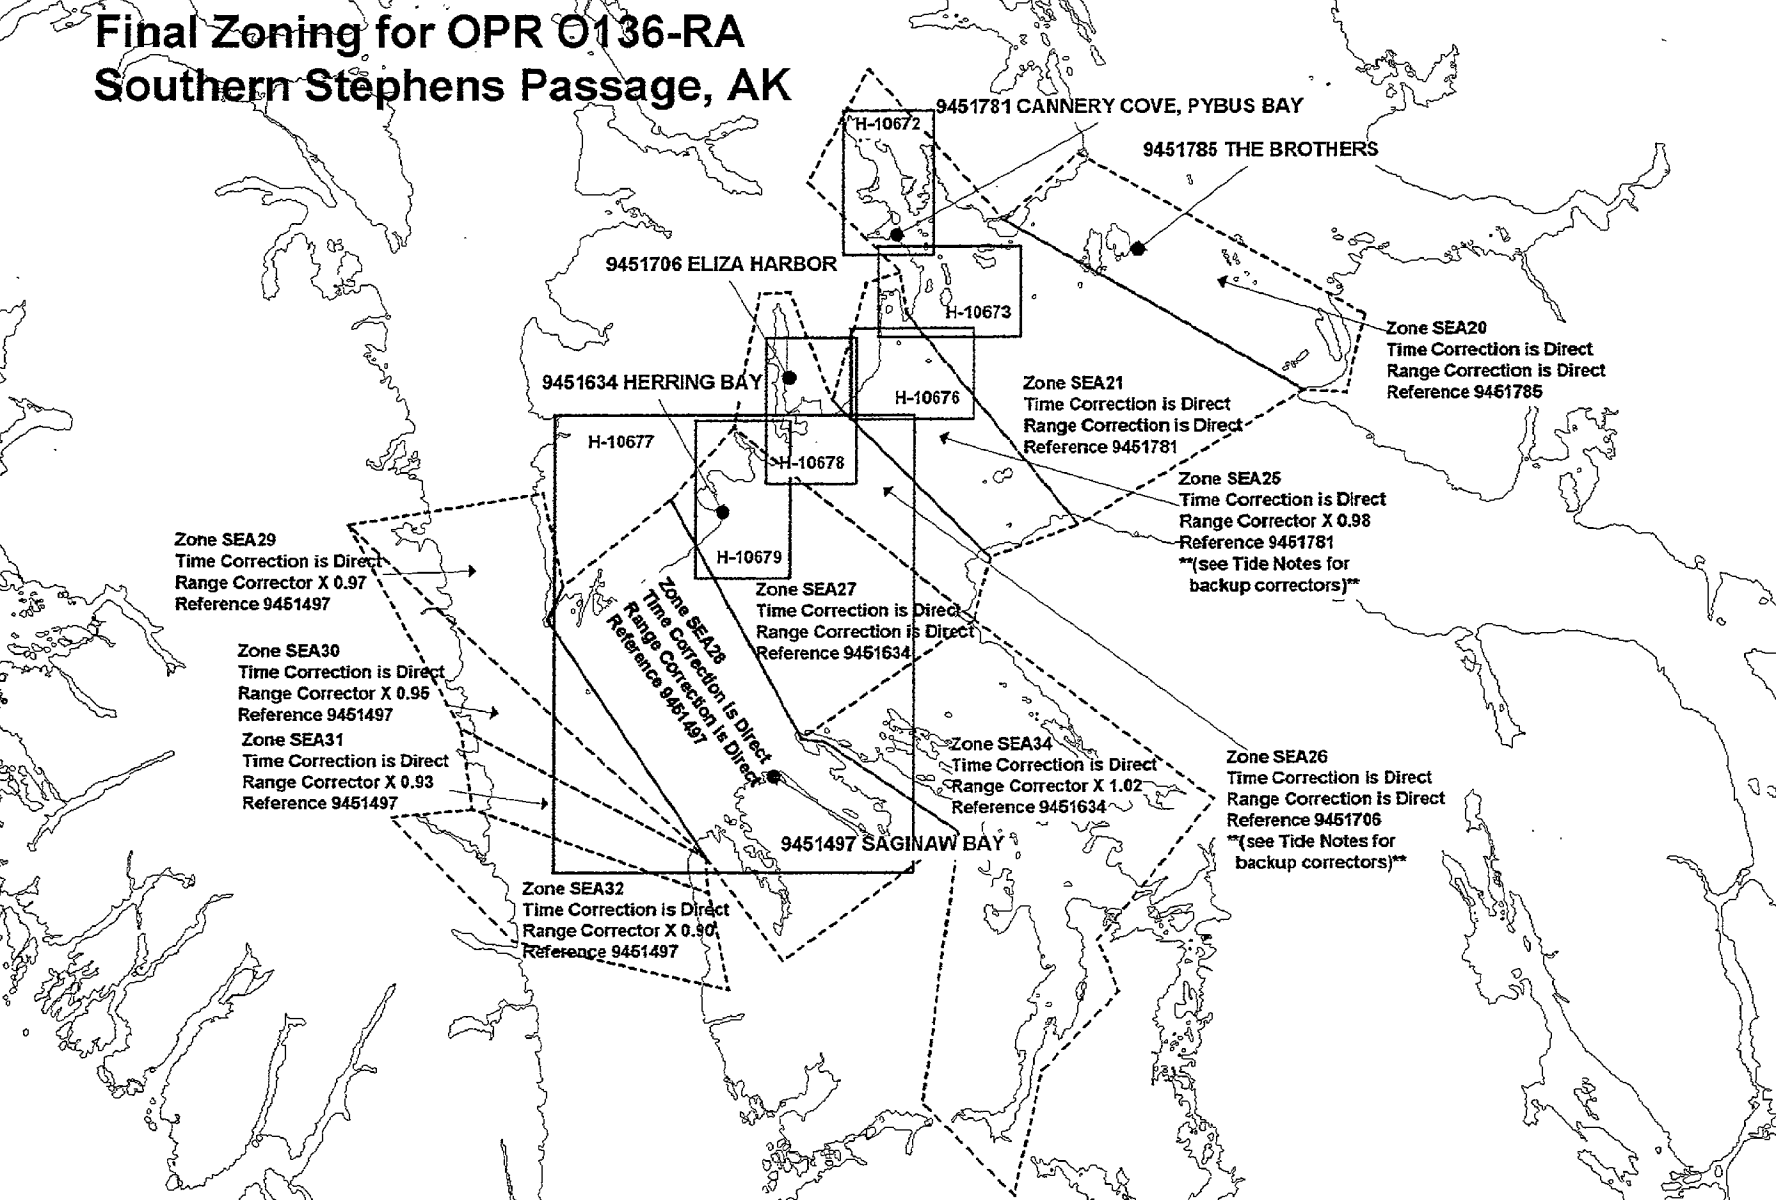 Final Zoning for OPR O136-RA
Southern Stephens Passage, AK
9451781 CANNERY COVE, PYBUS BAY
H-10672
9451785 THE BROTHERS
9451706 ELIZA HARBOR
H-10673
Zone SEA20
Time Correction is Direct
Range Correction is Direct
Reference 9451785
9451634 HERRING BAY
H-10676
Zone SEA21
Time Correction is Direct
Range Correction is Direct
Reference 9451781
H-10677
H-10678
Zone SEA25
Time Correction is Direct
Range Corrector X 0.98
Reference 9451781
**(see Tide Notes for
backup correctors)**
H-10679
Zone SEA29
Time Correction is Direct
Range Corrector X 0.97
Reference 9451497
Zone SEA27
Time Correction is Direct
Range Correction is Direct
Reference 9451634
Zone SEA28
Time Correction is Direct
Range Correction is Direct
Reference 9451497
Zone SEA30
Time Correction is Direct
Range Corrector X 0.95
Reference 9451497
Zone SEA31
Time Correction is Direct
Range Corrector X 0.93
Reference 9451497
Zone SEA34
Time Correction is Direct
Range Corrector X 1.02
Reference 9451634
Zone SEA26
Time Correction is Direct
Range Correction is Direct
Reference 9451706
**(see Tide Notes for
backup correctors)**
9451497 SAGINAW BAY
Zone SEA32
Time Correction is Direct
Range Corrector X 0.90
Reference 9451497